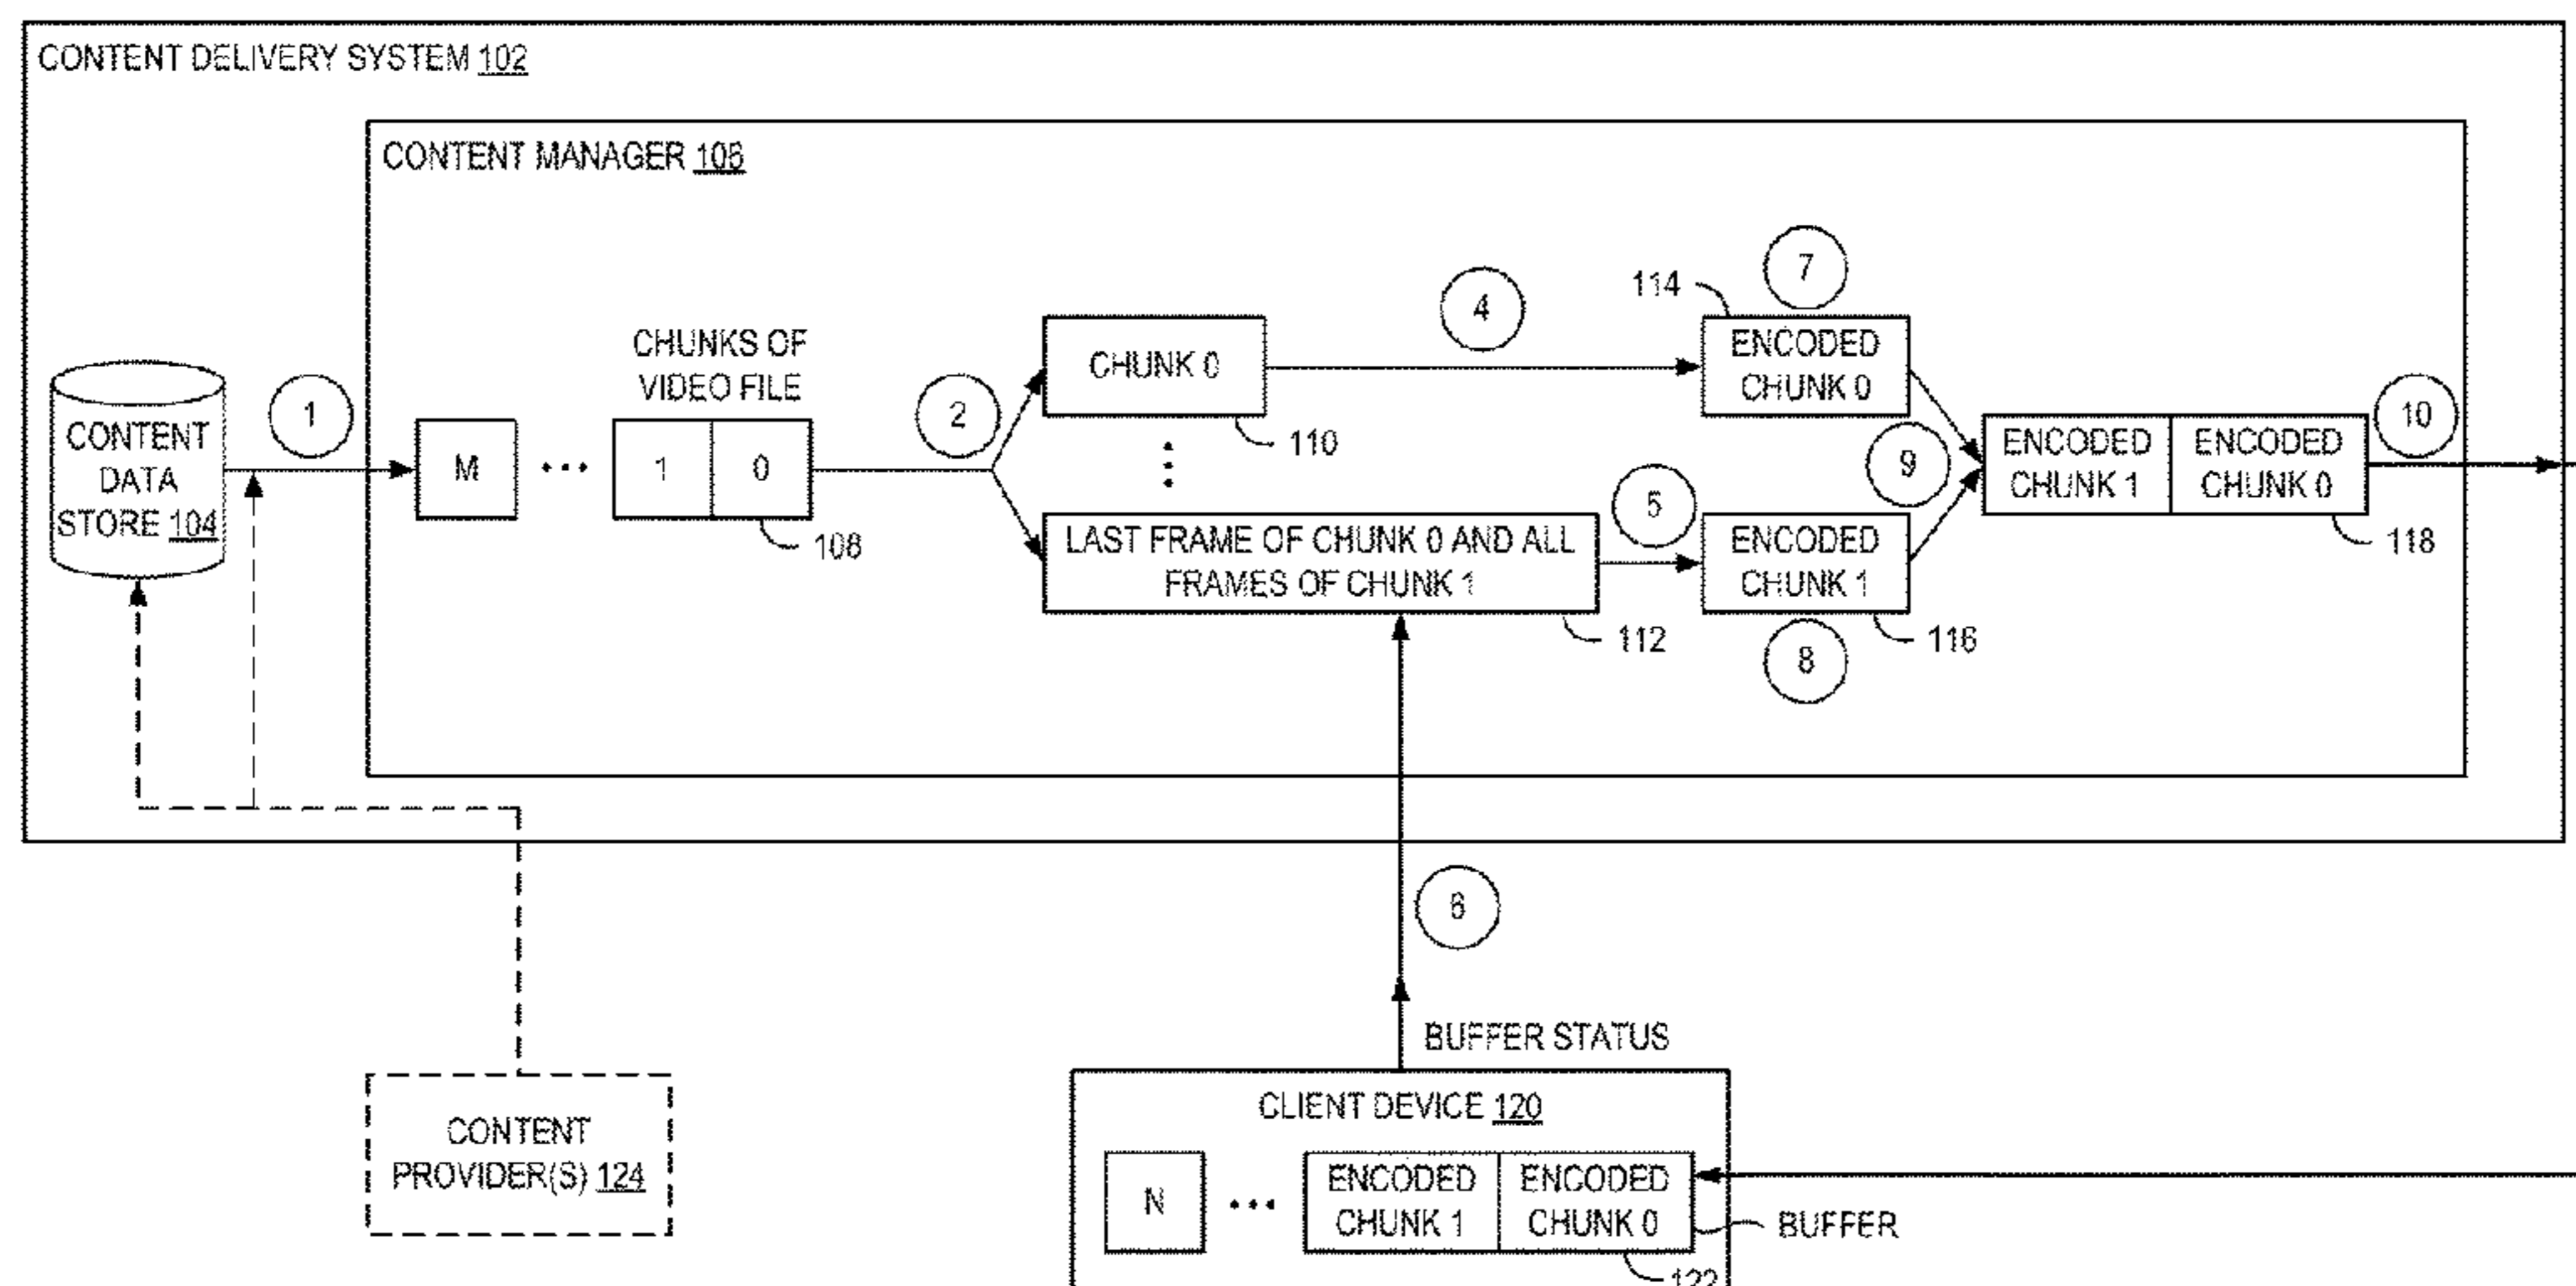 CONTENT DELIVERY SYSTEM 102
CONTENT MANAGER 106
CHUNKS OF
VIDEO FILE
CONTENT
DATA
STORE 104
1
M
...
1
0
108
2
CHUNK 0
110
4
114
7
ENCODED
CHUNK 0
LAST FRAME OF CHUNK 0 AND ALL
FRAMES OF CHUNK 1
112
5
ENCODED
CHUNK 1
116
8
9
ENCODED
CHUNK 1
ENCODED
CHUNK 0
118
10
6
BUFFER STATUS
CONTENT
PROVIDER(S) 124
CLIENT DEVICE 120
N
...
ENCODED
CHUNK 1
ENCODED
CHUNK 0
BUFFER
122